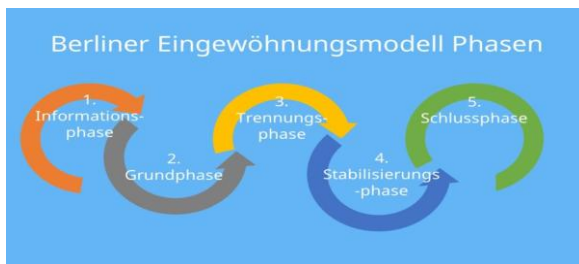 Berliner Eingewöhnungsmodell Phasen
1.
Informations-
phase
2.
Grundphase
3.
Trennungs-
phase
4.
Stabilisierungs
-phase
5.
Schlussphase